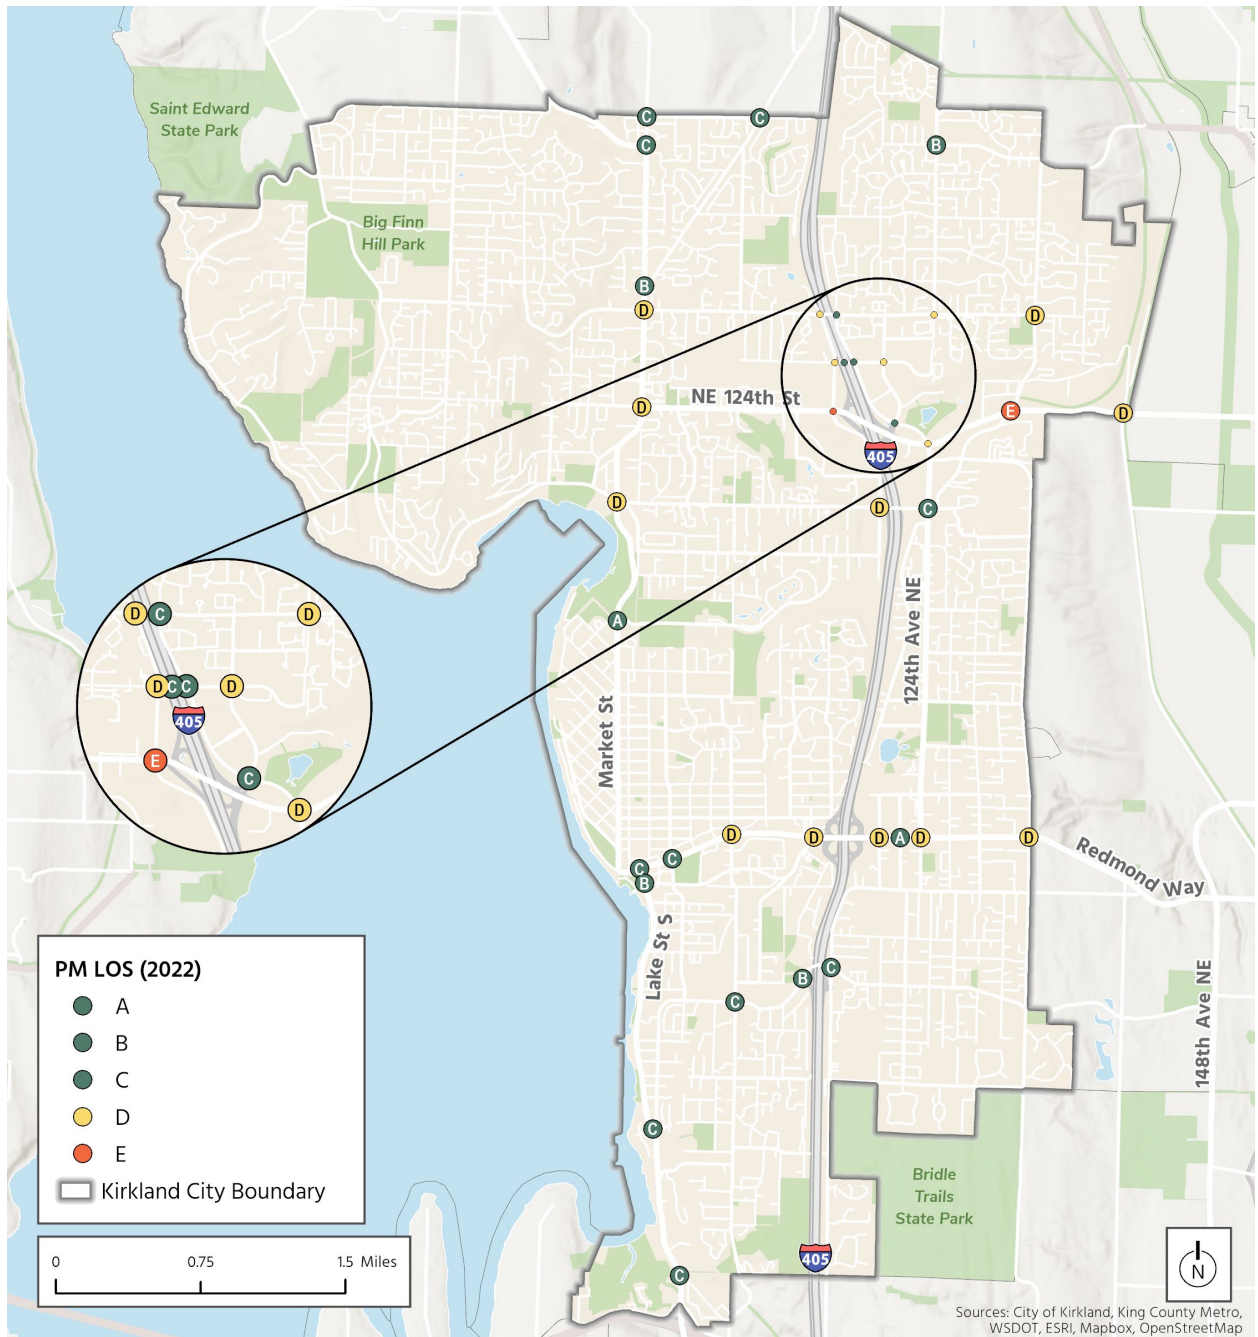 C
C
C
B
Saint Edward
State Park
Big Finn
Hill Park
B
D
D
NE 124th St
D
E
D
405
D
D
C
D
C
D
D
C
C
D
405
E
C
D
A
124th Ave NE
Market St
D
D
D
A
D
D
C
C
B
Redmond Way
Lake St S
148th Ave NE
C
B
C
C
C
Bridle
Trails
State Park
405
PM LOS (2022)
A
B
C
D
E
Kirkland City Boundary
0 0.75 1.5 Miles
N
Sources: City of Kirkland, King County Metro,
WSDOT, ESRI, Mapbox, OpenStreetMap